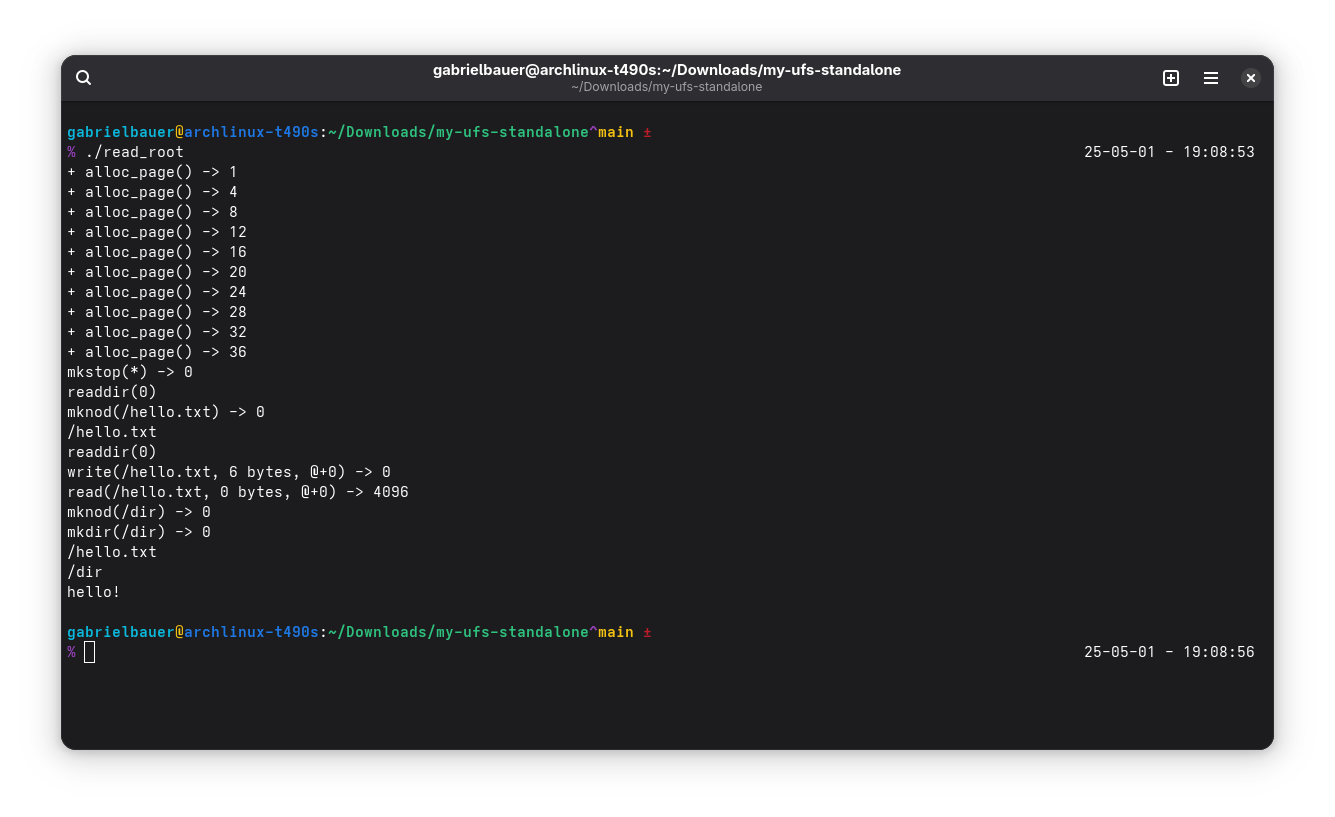 gabrielbauer@archlinux-t490s:~/Downloads/my-ufs-standalone
~/Downloads/my-ufs-standalone
gabrielbauer@archlinux-t490s:~/Downloads/my-ufs-standalone^main ±
% ./read_root 25-05-01 - 19:08:53
+ alloc_page() -> 1
+ alloc_page() -> 4
+ alloc_page() -> 8
+ alloc_page() -> 12
+ alloc_page() -> 16
+ alloc_page() -> 20
+ alloc_page() -> 24
+ alloc_page() -> 28
+ alloc_page() -> 32
+ alloc_page() -> 36
mkstop(*) -> 0
readdir(0)
mknod(/hello.txt) -> 0
/hello.txt
readdir(0)
write(/hello.txt, 6 bytes, @+0) -> 0
read(/hello.txt, 0 bytes, @+0) -> 4096
mknod(/dir) -> 0
mkdir(/dir) -> 0
/hello.txt
/dir
hello!
gabrielbauer@archlinux-t490s:~/Downloads/my-ufs-standalone^main ±
% 25-05-01 - 19:08:56